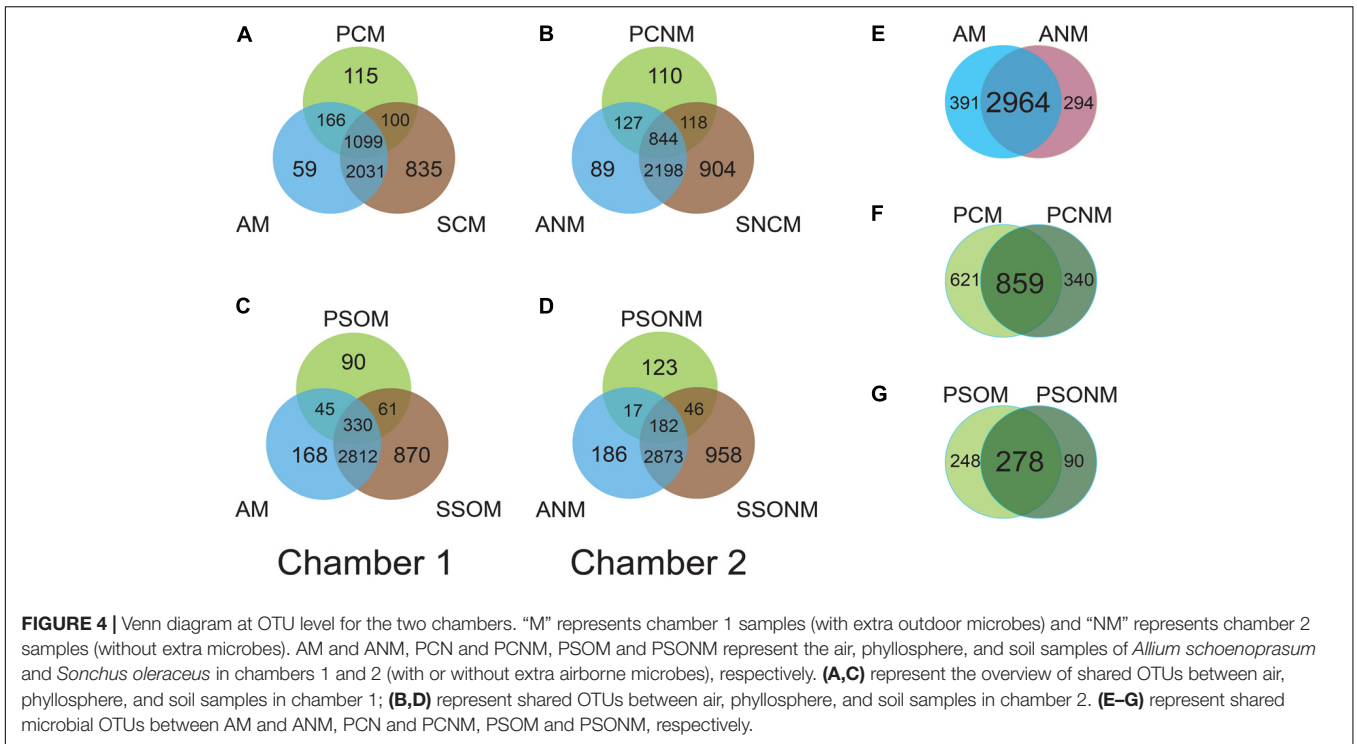 A
PCM
115
166
100
1099
59
2031
835
AM
SCM
B
PCNM
110
127
118
844
89
2198
904
ANM
SNCM
C
PSOM
90
45
61
330
168
2812
870
AM
SSOM
Chamber 1
D
PSONM
123
17
46
182
186
2873
958
ANM
SSONM
Chamber 2
E
AM ANM
391 2964 294
F
PCM PCNM
621 859 340
G
PSOM PSONM
248 278 90
FIGURE 4 | Venn diagram at OTU level for the two chambers. “M” represents chamber 1 samples (with extra outdoor microbes) and “NM” represents chamber 2
samples (without extra microbes). AM and ANM, PCN and PCNM, PSOM and PSONM represent the air, phyllosphere, and soil samples of Allium schoenoprasum
and Sonchus oleraceus in chambers 1 and 2 (with or without extra airborne microbes), respectively. (A,C) represent the overview of shared OTUs between air,
phyllosphere, and soil samples in chamber 1; (B,D) represent shared OTUs between air, phyllosphere, and soil samples in chamber 2. (E–G) represent shared
microbial OTUs between AM and ANM, PCN and PCNM, PSOM and PSONM, respectively.